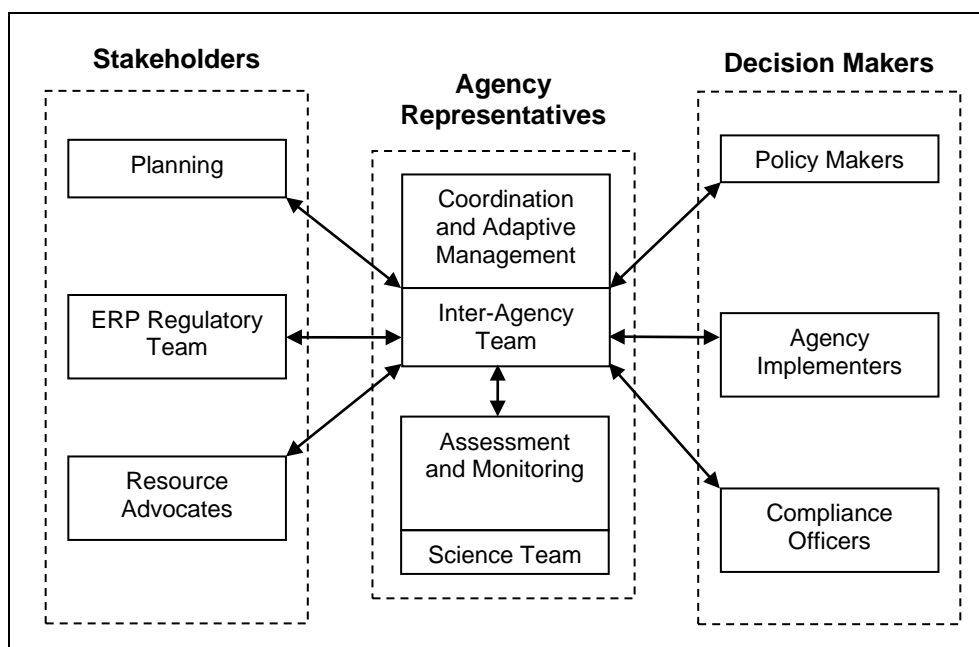 Stakeholders
Planning
ERP Regulatory
Team
Resource
Advocates
Agency
Representatives
Coordination
and Adaptive
Management
Inter-Agency
Team
Assessment
and Monitoring
Science Team
Decision Makers
Policy Makers
Agency
Implementers
Compliance
Officers